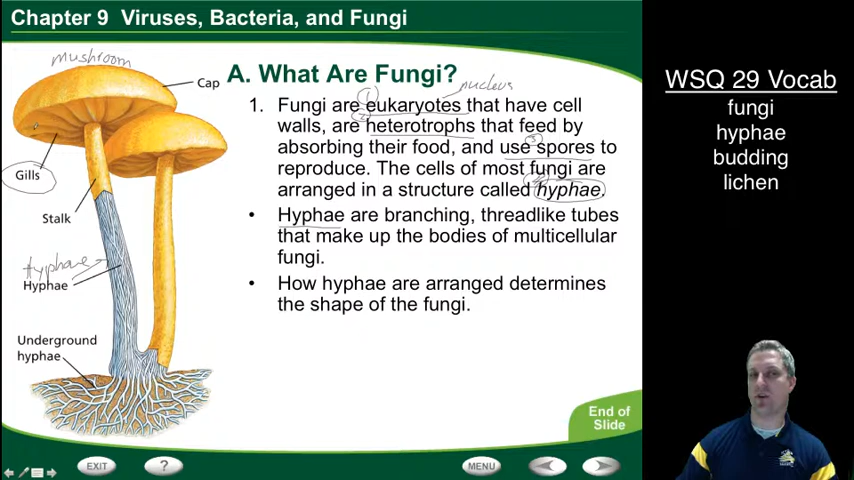 Chapter 9 Viruses, Bacteria, and Fungi
mushroom
Cap
Gills
Stalk
Hyphae
Hyphae
Underground
hyphae
A. What Are Fungi?
nucleus
1
2
3
1. Fungi are eukaryotes that have cell
walls, are heterotrophs that feed by
absorbing their food, and use spores to
reproduce. The cells of most fungi are
arranged in a structure called hyphae.
• Hyphae are branching, threadlike tubes
that make up the bodies of multicellular
fungi.
• How hyphae are arranged determines
the shape of the fungi.
End of
Slide
EXIT
?
MENU
WSQ 29 Vocab
fungi
hyphae
budding
lichen